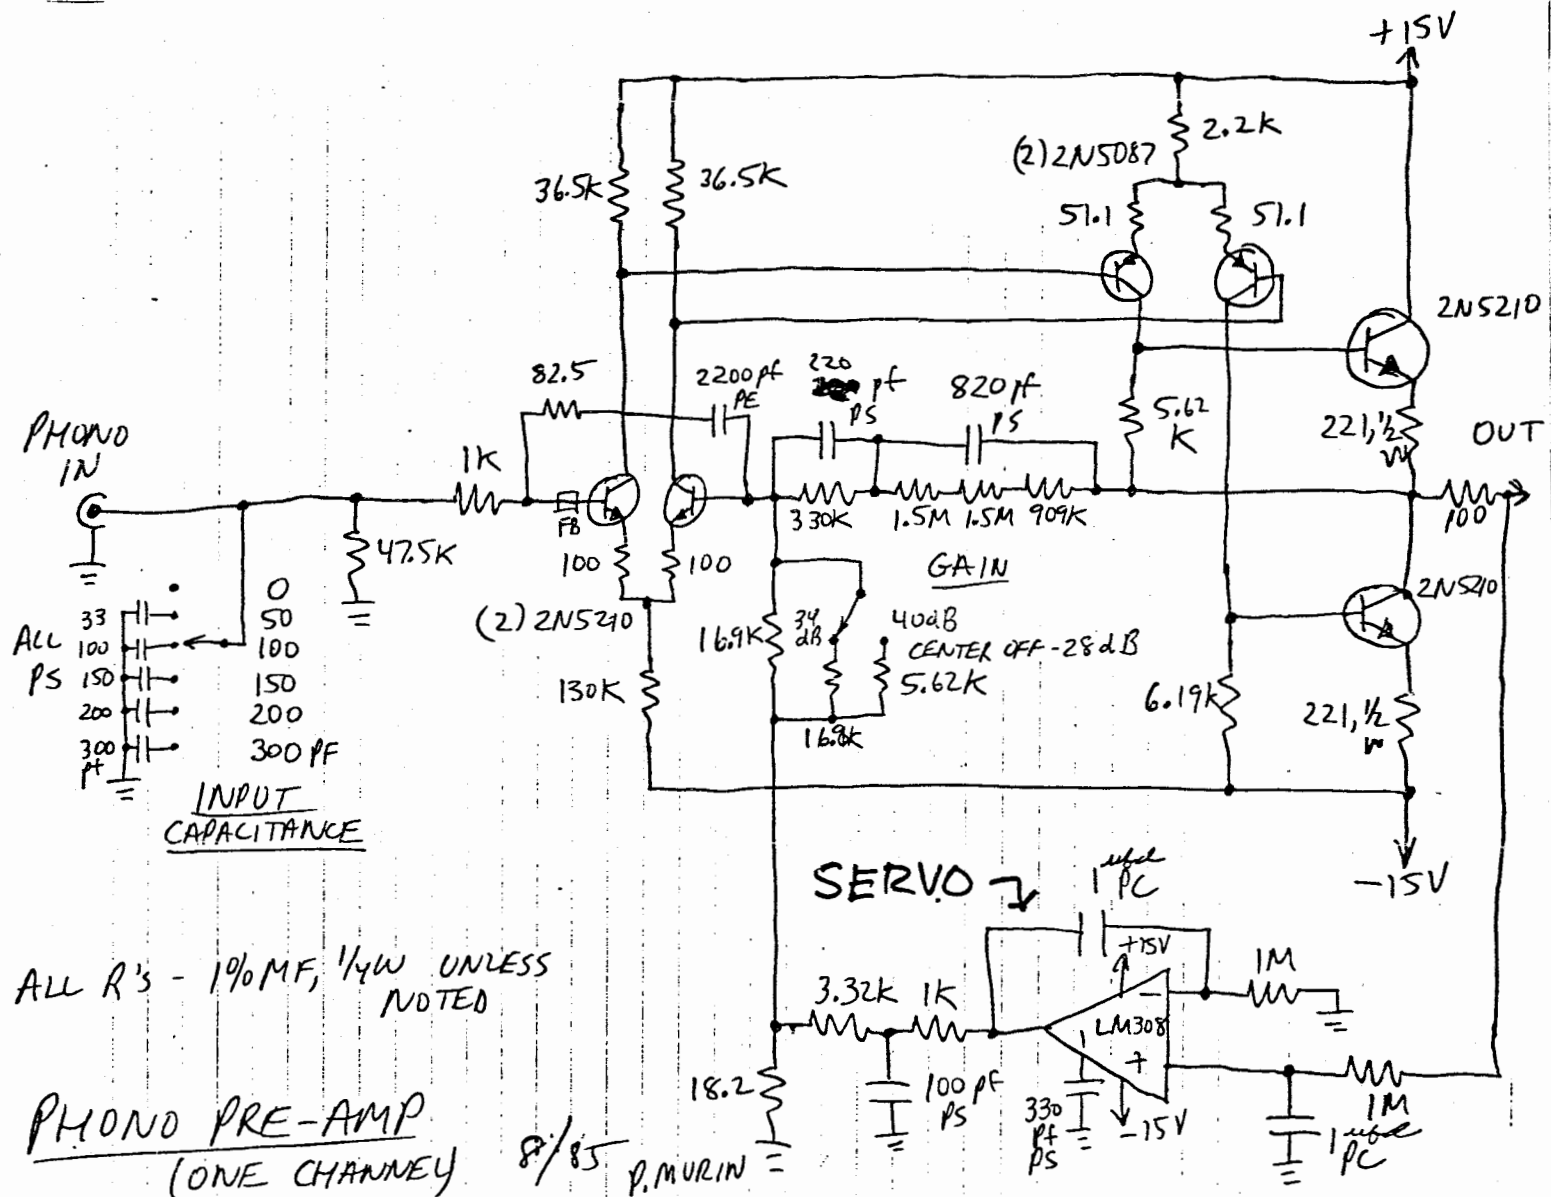 +15V
2.2K
(2) 2N5087
36.5K
36.5K
51.1
51.1
2N5210
82.5
2200pf
PE
220
pf
PS
820pf
PS
5.62
K
221, 1/2
W
OUT
PHONO
IN
1K
FB
330K
1.5M 1.5M 909K
100
47.5K
100
100
GAIN
2N5210
(2) 2N5210
16.9K
34
dB
40dB
CENTER OFF - 28dB
5.62K
130K
6.19K
221, 1/2
W
16.9K
0
33
50
ALL
100
100
PS
150
150
200
200
300
pf
300 PF
INPUT
CAPACITANCE
-15V
SERVO
1 ufd
PC
+15V
1M
ALL R's - 1% MF, 1/4W UNLESS
NOTED
3.32K
1K
-
LM308
+
18.2
100 pf
PS
330
Pf
PS
-15V
1M
1 ufd
PC
PHONO PRE-AMP
(ONE CHANNEL)
8/85
P. MURIN